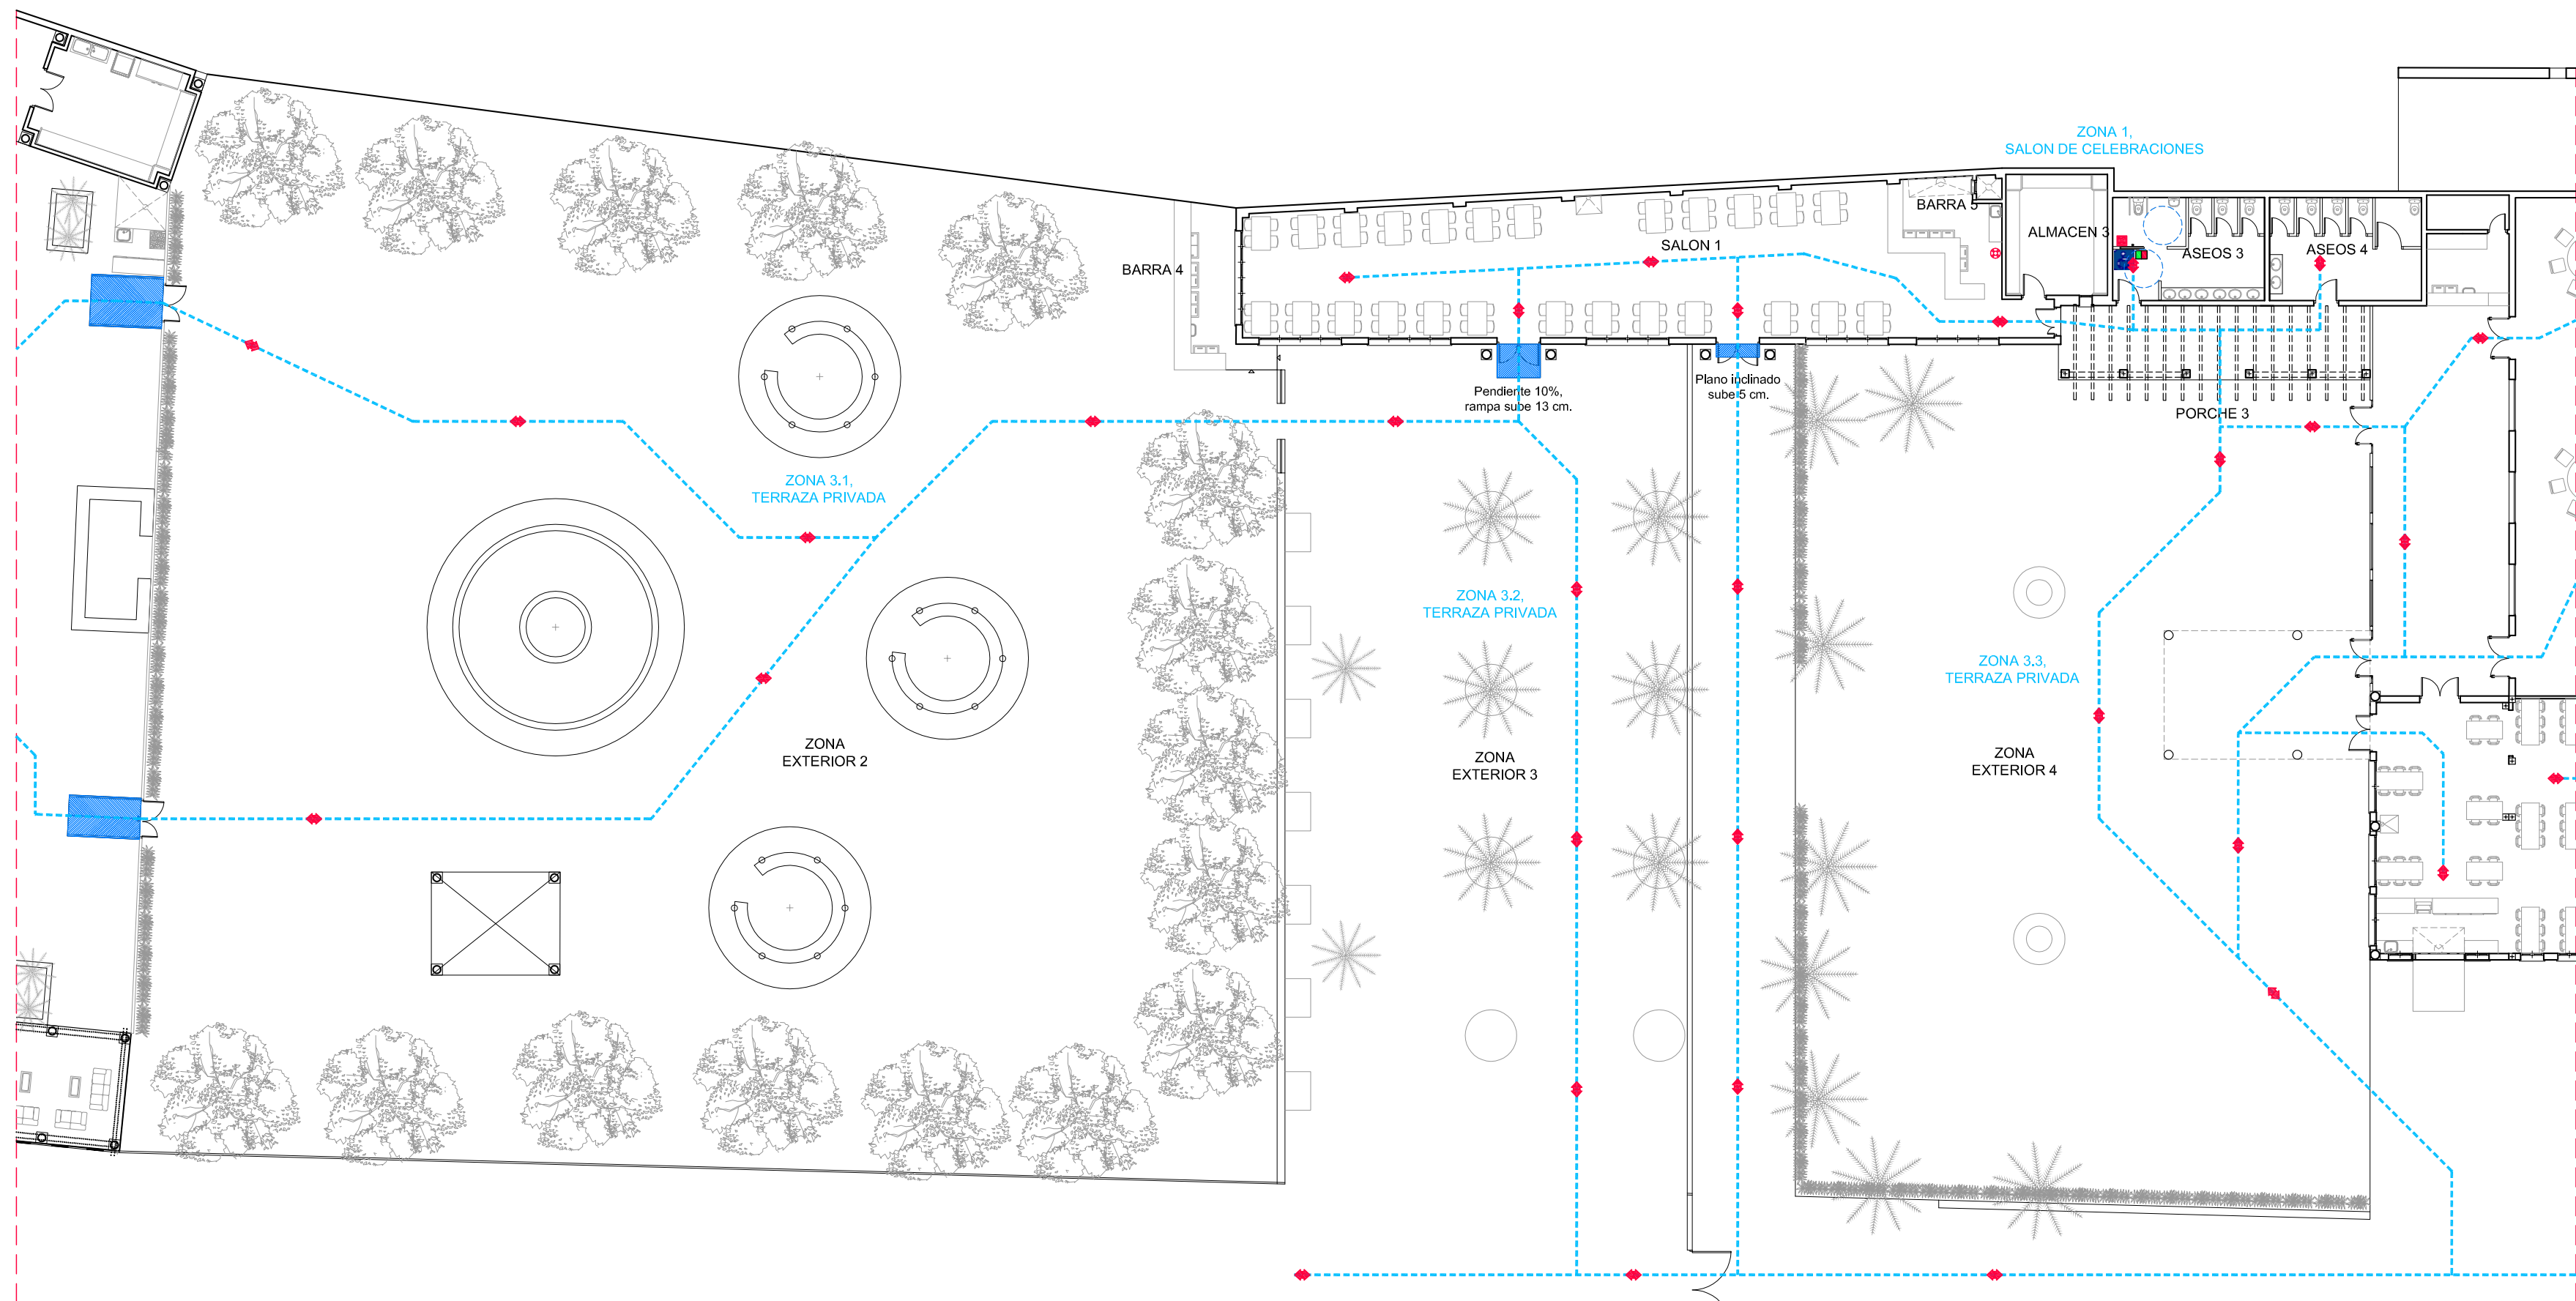 ZONA 1,
SALON DE CELEBRACIONES
BARRA 5
ALMACEN 3
SALON 1
ASEOS 3
ASEOS 4
BARRA 4
Pendiente 10%,
rampa sube 13 cm.
Plano inclinado
sube 5 cm.
PORCHE 3
ZONA 3.1,
TERRAZA PRIVADA
ZONA 3.2,
TERRAZA PRIVADA
ZONA 3.3,
TERRAZA PRIVADA
ZONA
EXTERIOR 2
ZONA
EXTERIOR 3
ZONA
EXTERIOR 4